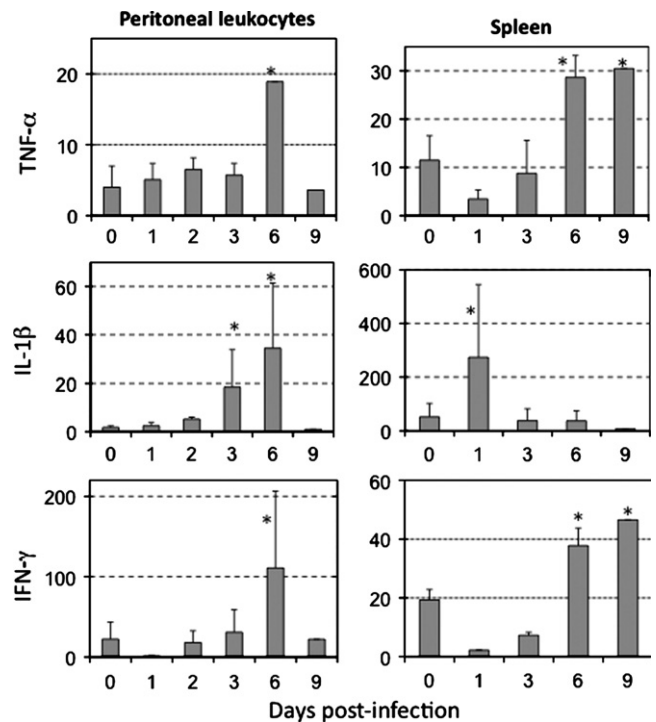 Peritoneal leukocytes
Spleen
TNF-α
20
10
0
*
0 1 2 3 6 9
30
20
10
0
* *
0 1 3 6 9
IL-1β
60
40
20
0
* *
0 1 2 3 6 9
600
400
200
0
*
0 1 3 6 9
IFN-γ
200
100
0
*
0 1 2 3 6 9
60
40
20
0
* *
0 1 3 6 9
Days post-infection